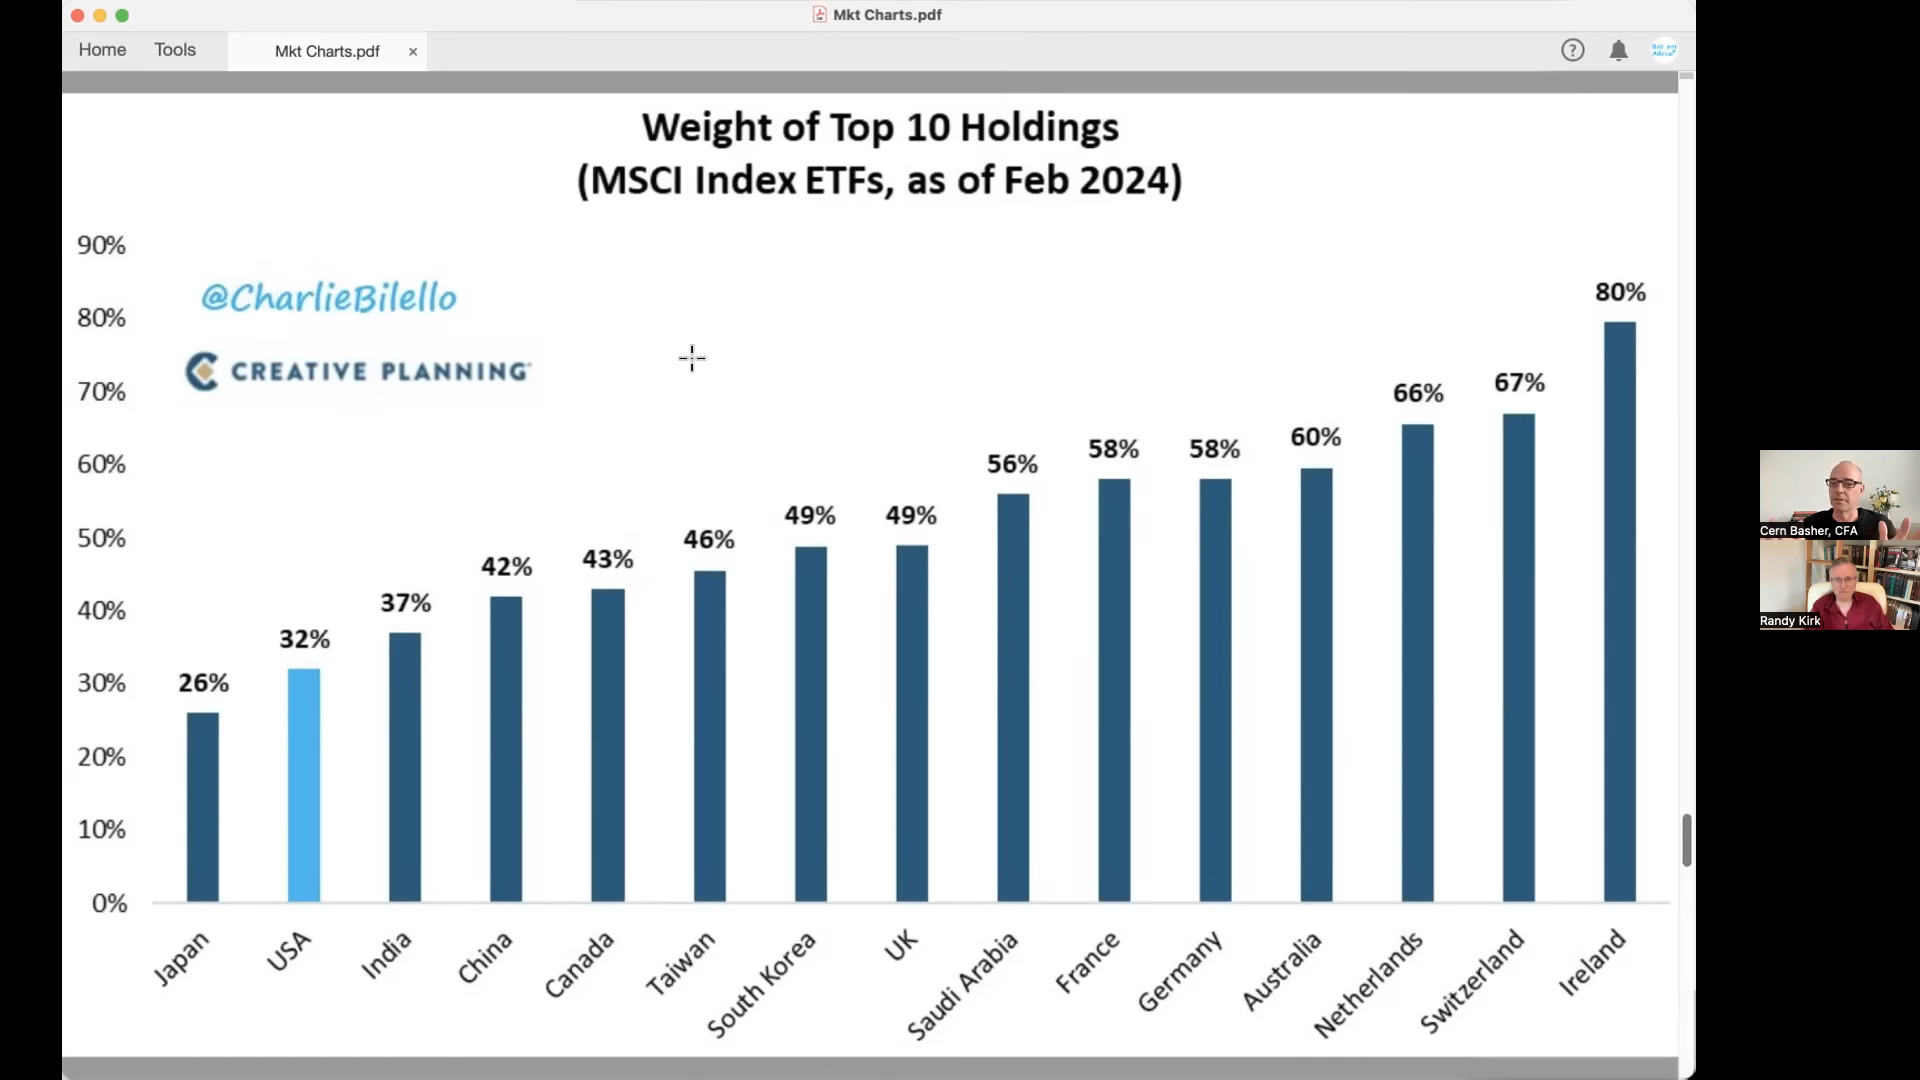 Mkt Charts.pdf
Home Tools Mkt Charts.pdf ×
Weight of Top 10 Holdings
(MSCI Index ETFs, as of Feb 2024)
90%
80%
70%
60%
50%
40%
30%
20%
10%
0%
@CharlieBilello
CREATIVE PLANNING
26%
32%
37%
42%
43%
46%
49%
49%
56%
58%
58%
60%
66%
67%
80%
Japan
USA
India
China
Canada
Taiwan
South Korea
UK
Saudi Arabia
France
Germany
Australia
Netherlands
Switzerland
Ireland
Cern Basher, CFA
Randy Kirk